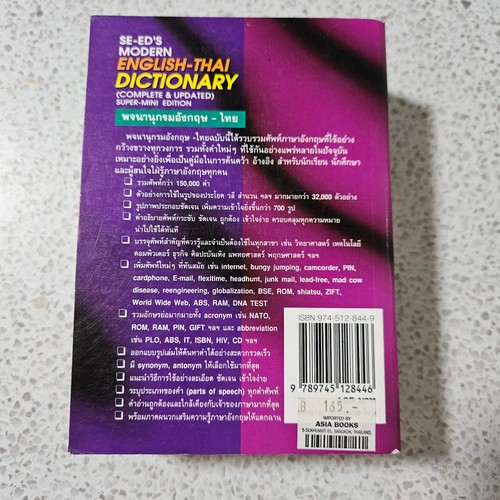 SE-ED'S
MODERN
ENGLISH-THAI
DICTIONARY
(COMPLETE & UPDATED)
SUPER-MINI EDITION
พจนานุกรมอังกฤษ - ไทย
พจนานุกรมอังกฤษ -ไทยฉบับนี้ได้รวบรวมศัพท์ภาษาอังกฤษที่ใช้อย่าง
กว้างขวางทุกวงการ รวมทั้งคำใหม่ๆ ที่ใช้กันอย่างแพร่หลายในปัจจุบัน
เหมาะอย่างยิ่งเพื่อเป็นคู่มือในการค้นคว้า อ้างอิง สำหรับนักเรียน นักศึกษา
และผู้สนใจใฝ่รู้ภาษาอังกฤษทุกคน
รวมศัพท์กว่า 150,000 คำ
ตัวอย่างการใช้ในรูปของประโยค วลี สำนวน ฯลฯ มากมายกว่า 32,000 ตัวอย่าง
รูปภาพประกอบชัดเจน เพิ่มความเข้าใจยิ่งขึ้นกว่า 700 รูป
คำอธิบายศัพท์กระชับ ชัดเจน ถูกต้อง เข้าใจง่าย ครอบคลุมทุกความหมาย
นำไปใช้ได้ทันที
บรรจุศัพท์สำคัญที่ควรรู้และจำเป็นต้องใช้ในทุกสาขา เช่น วิทยาศาสตร์ เทคโนโลยี
คอมพิวเตอร์ ธุรกิจ ศิลปะบันเทิง แพทยศาสตร์ พฤกษศาสตร์ ฯลฯ
เพิ่มศัพท์ใหม่ๆ ที่ทันสมัย เช่น internet, bungy jumping, camcorder, PIN,
cardphone, E-mail, flexitime, headhunt, junk mail, lead-free, mad cow
disease, reengineering, globalization, BSE, ROM, shiatsu, ZIFT,
World Wide Web, ABS, RAM, DNA TEST
รวมอักษรย่อมากมายทั้ง acronym เช่น NATO,
ROM, RAM, PIN, GIFT ฯลฯ และ abbreviation
เช่น PLO, ABS, IT, ISBN, HIV, CD ฯลฯ
ออกแบบรูปเล่มให้ค้นหาคำได้อย่างสะดวกรวดเร็ว
มี synonym, antonym ให้เลือกใช้มากที่สุด
แนะนำวิธีการใช้อย่างละเอียด ชัดเจน เข้าใจง่าย
ระบุประเภทของคำ (parts of speech) ทุกคำศัพท์
คำอ่านถูกต้องและใกล้เคียงกับเจ้าของภาษามากที่สุด
พร้อมภาคผนวกเสริมความรู้ภาษาอังกฤษให้แตกฉาน
ISBN 974-512-844-9
9 789745 128446
B 165.-
IMPORTED BY
ASIA BOOKS
5 SUKHUMVIT 61, BANGKOK, THAILAND.